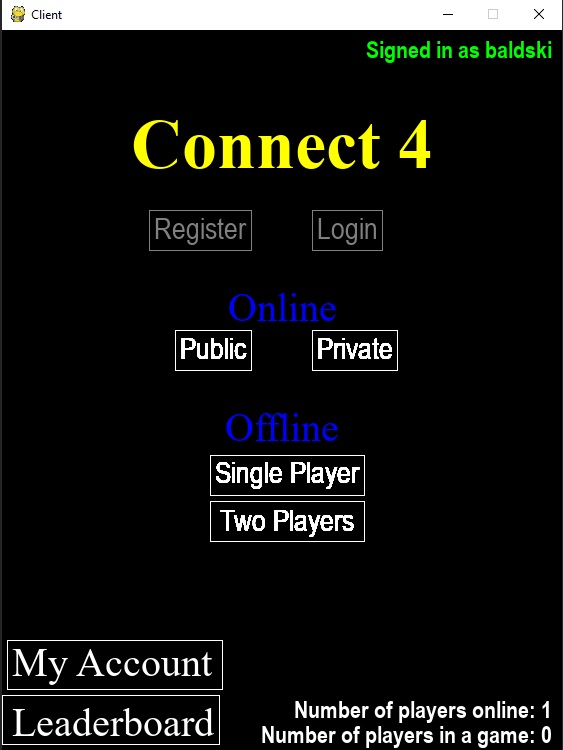 Client
Signed in as baldski
Connect 4
Register Login
Online
Public Private
Offline
Single Player
Two Players
My Account
Leaderboard
Number of players online: 1
Number of players in a game: 0